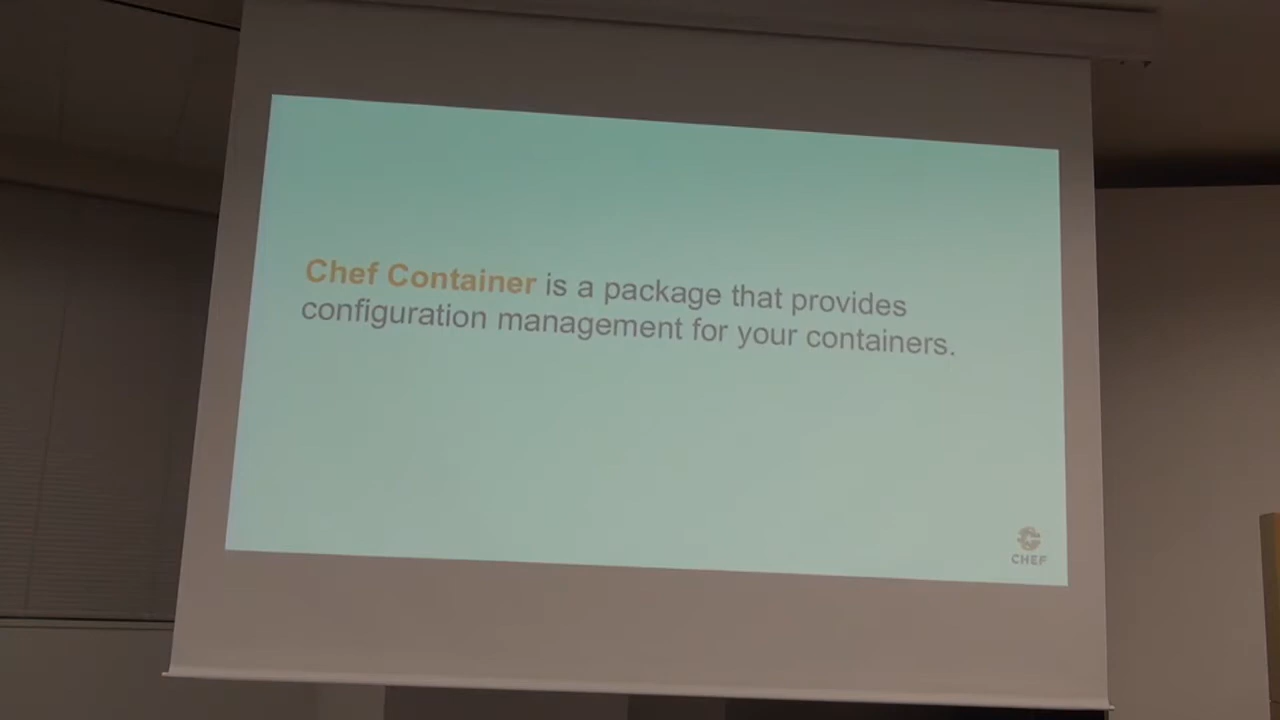 Chef Container is a package that provides
configuration management for your containers.
CHEF